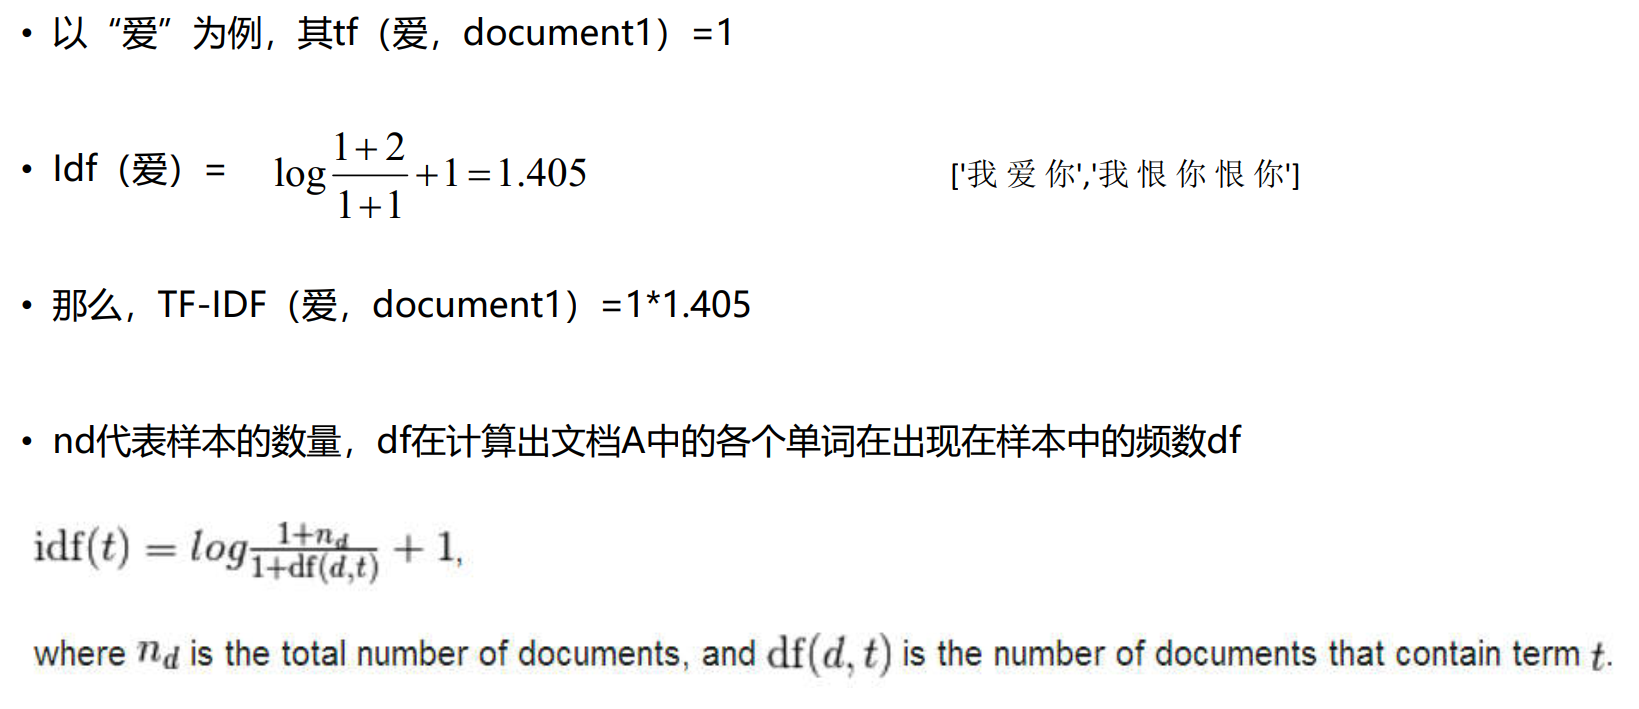 • 以“爱”为例，其tf（爱，document1）=1
• Idf（爱）= log (1+2)/(1+1) +1=1.405
['我 爱 你','我 恨 你 恨 你']
• 那么，TF-IDF（爱，document1）=1*1.405
• nd代表样本的数量，df在计算出文档A中的各个单词在出现在样本中的频数df
idf(t) = log (1+n_d)/(1+df(d,t)) + 1,
where n_d is the total number of documents, and df(d, t) is the number of documents that contain term t.